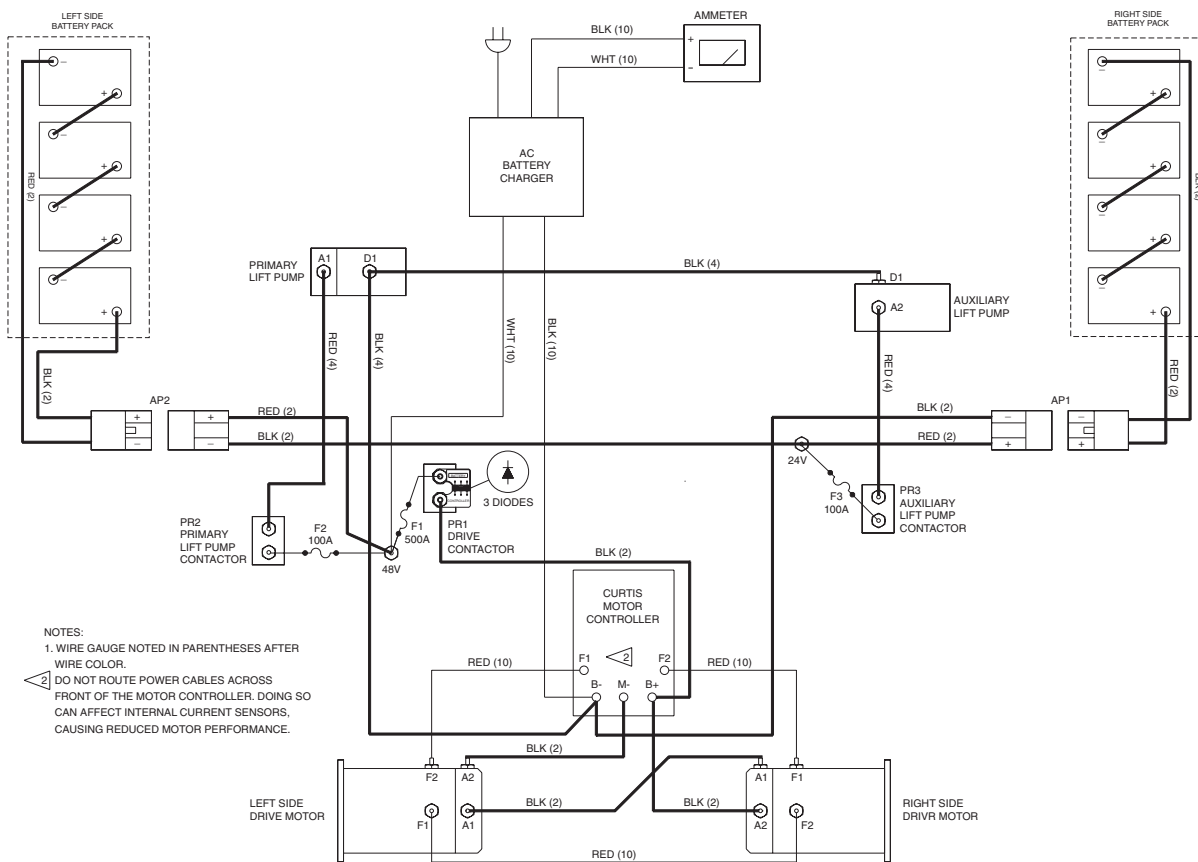 LEFT SIDE
BATTERY PACK
AMMETER
RIGHT SIDE
BATTERY PACK
BLK (10)
WHT (10)
+
–
–
+
–
+
–
+
–
+
RED (2)
AC
BATTERY
CHARGER
–
+
–
+
–
+
–
+
BLK (2)
PRIMARY
LIFT PUMP
A1
D1
BLK (4)
D1
A2
AUXILIARY
LIFT PUMP
RED (4)
BLK (4)
WHT (10)
BLK (10)
RED (4)
BLK (2)
RED (2)
AP2
+
–
+
–
RED (2)
BLK (2)
BLK (2)
RED (2)
AP1
–
+
–
+
24V
F3
100A
PR3
AUXILIARY
LIFT PUMP
CONTACTOR
3 DIODES
PR1
DRIVE
CONTACTOR
F1
500A
PR2
PRIMARY
LIFT PUMP
CONTACTOR
F2
100A
48V
BLK (2)
CURTIS
MOTOR
CONTROLLER
F1
2
F2
B-
M-
B+
RED (10)
RED (10)
NOTES:
1. WIRE GAUGE NOTED IN PARENTHESES AFTER
WIRE COLOR.
2 DO NOT ROUTE POWER CABLES ACROSS
FRONT OF THE MOTOR CONTROLLER. DOING SO
CAN AFFECT INTERNAL CURRENT SENSORS,
CAUSING REDUCED MOTOR PERFORMANCE.
BLK (2)
F2
A2
A1
F1
LEFT SIDE
DRIVE MOTOR
F1
A1
BLK (2)
BLK (2)
A2
F2
RIGHT SIDE
DRIVR MOTOR
RED (10)